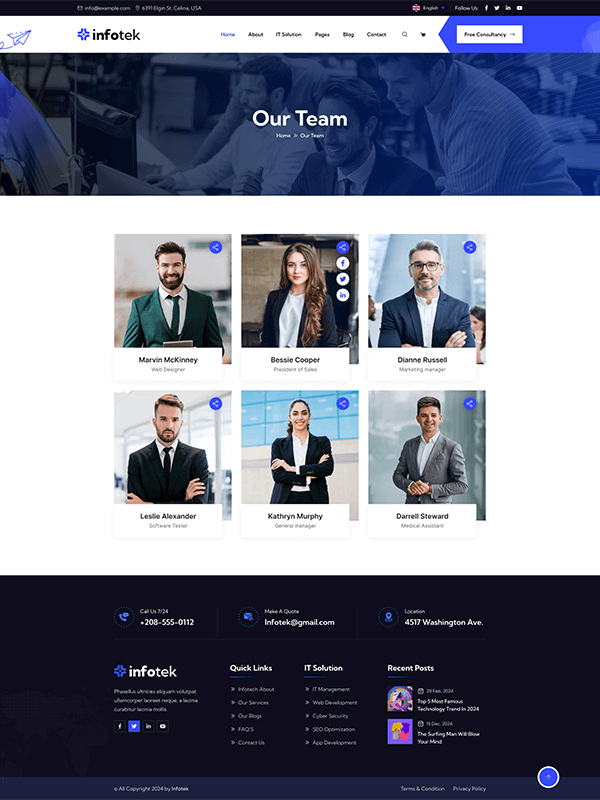 info@example.com 6391 Elgin St. Celina, USA English Follow Us:
infotek Home About IT Solution Pages Blog Contact Free Consultancy
Our Team
Home Our Team
Marvin McKinney
Web Designer
Bessie Cooper
President of Sales
Dianne Russell
Marketing manager
Leslie Alexander
Software Tester
Kathryn Murphy
General manager
Darrell Steward
Medical Assistant
Call Us 7/24
+208-555-0112
Make A Quote
Infotek@gmail.com
Location
4517 Washington Ave.
infotek
Phasellus ultricies aliquam volutpat
ullamcorper laoreet neque, a lacinia
curabitur lacinia mollis
Quick Links
Infotech About
Our Services
Our Blogs
FAQ'S
Contact Us
IT Solution
IT Management
Web Development
Cyber Security
SEO Optimization
App Development
Recent Posts
20 Feb, 2024
Top 5 Most Famous
Technology Trend In 2024
15 Dec, 2024
The Surfing Man Will Blow
Your Mind
© All Copyright 2024 by Infotek
Terms & Condition Privacy Policy